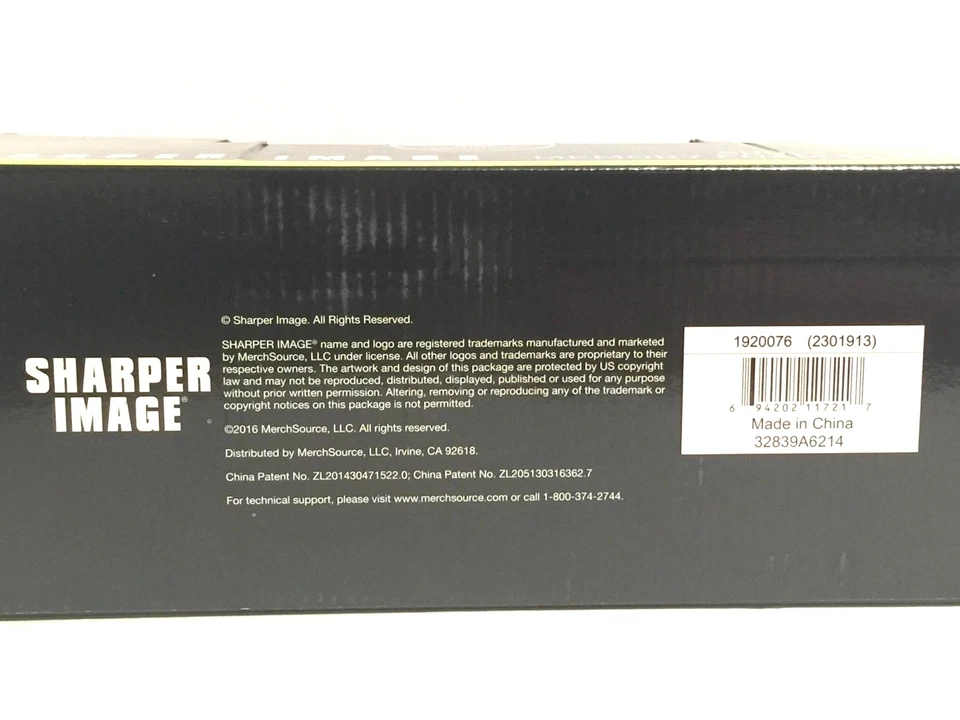 © Sharper Image. All Rights Reserved.
SHARPER IMAGE® name and logo are registered trademarks manufactured and marketed
by MerchSource, LLC under license. All other logos and trademarks are proprietary to their
respective owners. The artwork and design of this package are protected by US copyright
law and may not be reproduced, distributed, displayed, published or used for any purpose
without prior written permission. Altering, removing or reproducing any of the trademark or
copyright notices on this package is not permitted.
©2016 MerchSource, LLC. All rights reserved.
Distributed by MerchSource, LLC, Irvine, CA 92618.
China Patent No. ZL201430471522.0; China Patent No. ZL205130316362.7
For technical support, please visit www.merchsource.com or call 1-800-374-2744.
SHARPER
IMAGE®
1920076 (2301913)
6 94202 11721 7
Made in China
32839A6214